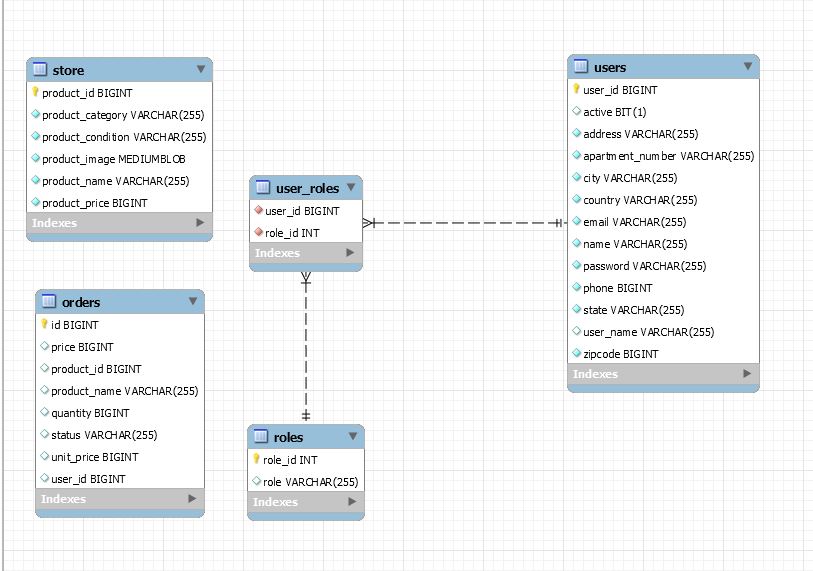 store
product_id BIGINT
product_category VARCHAR(255)
product_condition VARCHAR(255)
product_image MEDIUMBLOB
product_name VARCHAR(255)
product_price BIGINT
Indexes
orders
id BIGINT
price BIGINT
product_id BIGINT
product_name VARCHAR(255)
quantity BIGINT
status VARCHAR(255)
unit_price BIGINT
user_id BIGINT
Indexes
user_roles
user_id BIGINT
role_id INT
Indexes
roles
role_id INT
role VARCHAR(255)
Indexes
users
user_id BIGINT
active BIT(1)
address VARCHAR(255)
apartment_number VARCHAR(255)
city VARCHAR(255)
country VARCHAR(255)
email VARCHAR(255)
name VARCHAR(255)
password VARCHAR(255)
phone BIGINT
state VARCHAR(255)
user_name VARCHAR(255)
zipcode BIGINT
Indexes